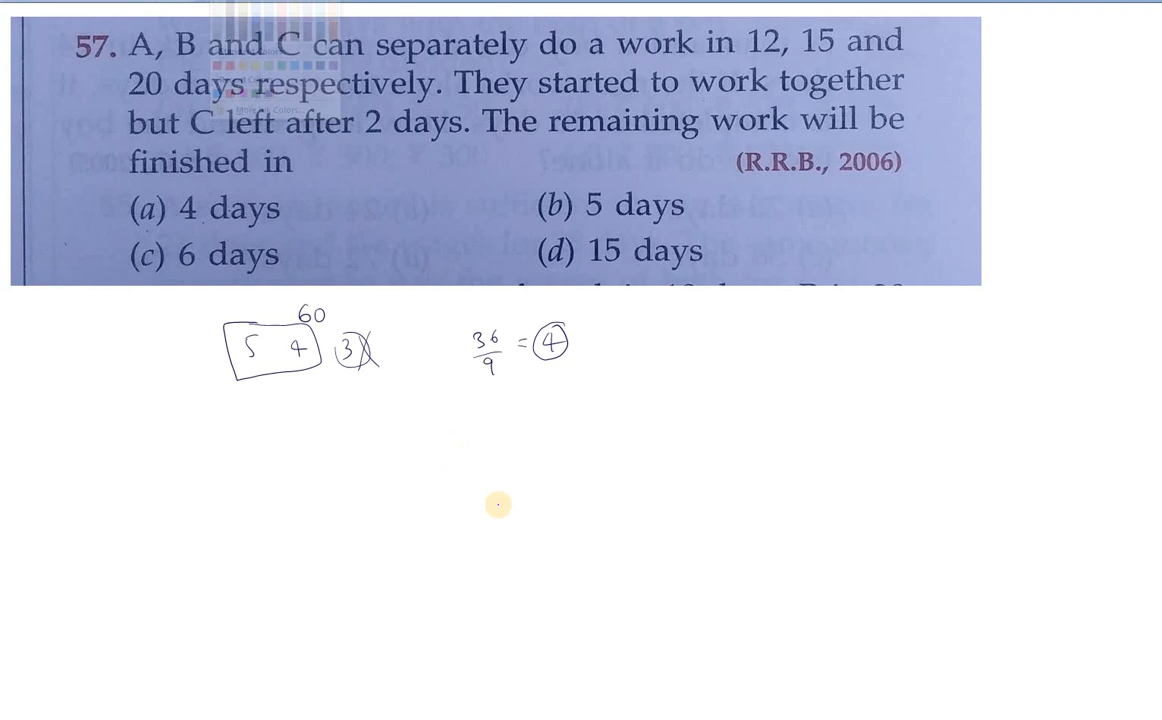 57. A, B and C can separately do a work in 12, 15 and
20 days respectively. They started to work together
but C left after 2 days. The remaining work will be
finished in (R.R.B., 2006)
(a) 4 days (b) 5 days
(c) 6 days (d) 15 days
60
5 4 3 36/9 = 4